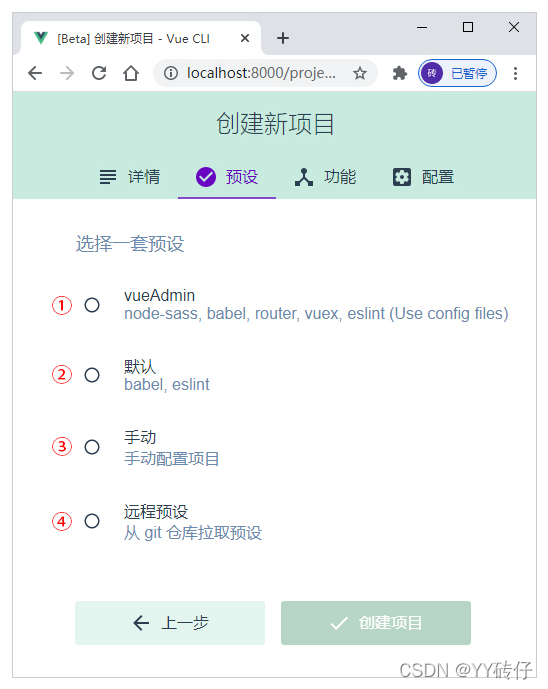 [Beta] 创建新项目 - Vue CLI
localhost:8000/proje...
砖 已暂停
创建新项目
详情 预设 功能 配置
选择一套预设
① vueAdmin
node-sass, babel, router, vuex, eslint (Use config files)
② 默认
babel, eslint
③ 手动
手动配置项目
④ 远程预设
从 git 仓库拉取预设
上一步 创建项目
CSDN @YY砖仔